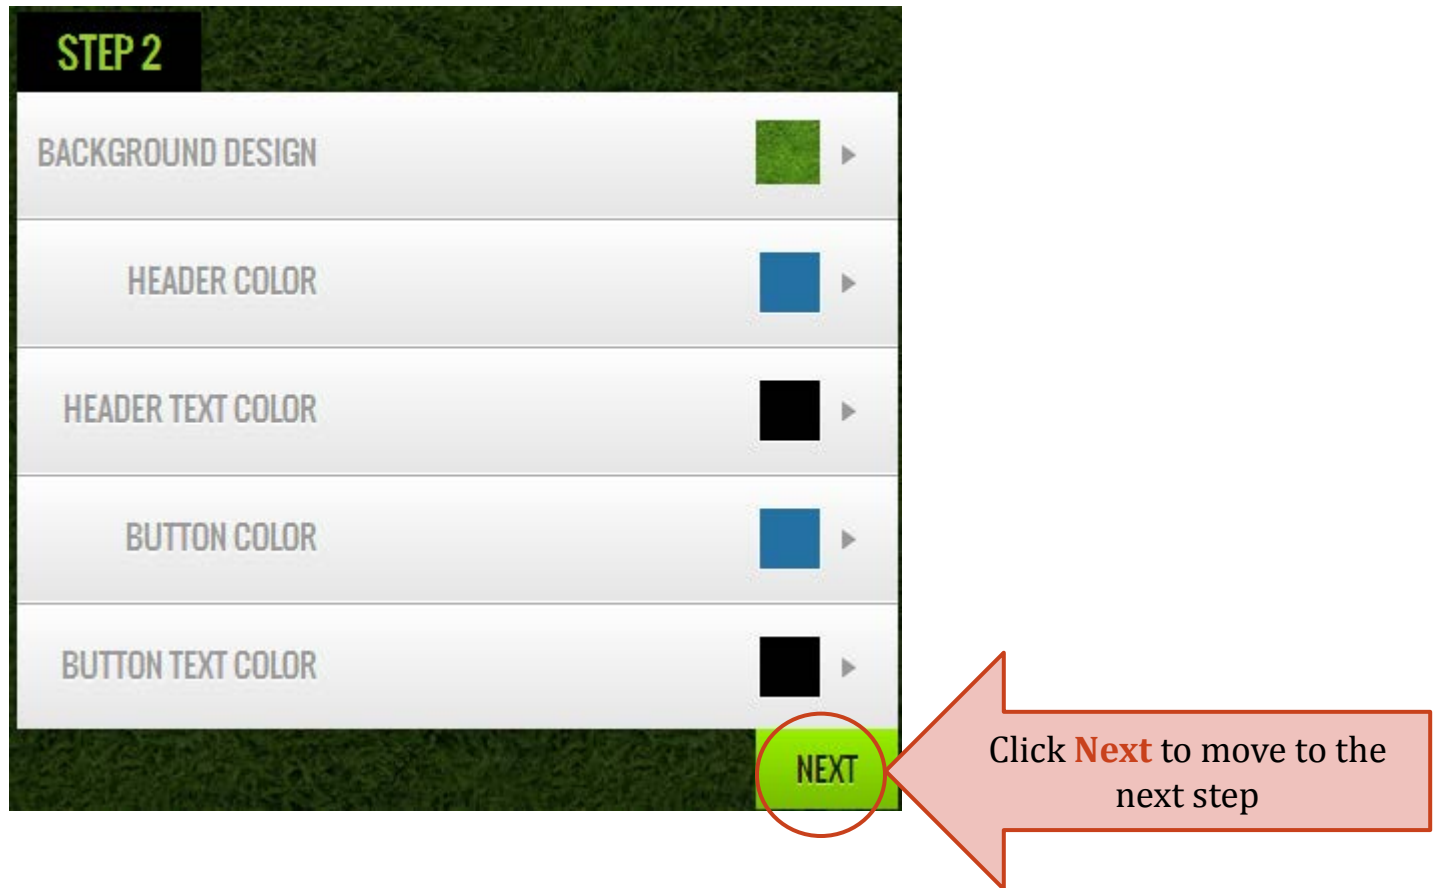 STEP 2
BACKGROUND DESIGN
HEADER COLOR
HEADER TEXT COLOR
BUTTON COLOR
BUTTON TEXT COLOR
NEXT
Click Next to move to the
next step